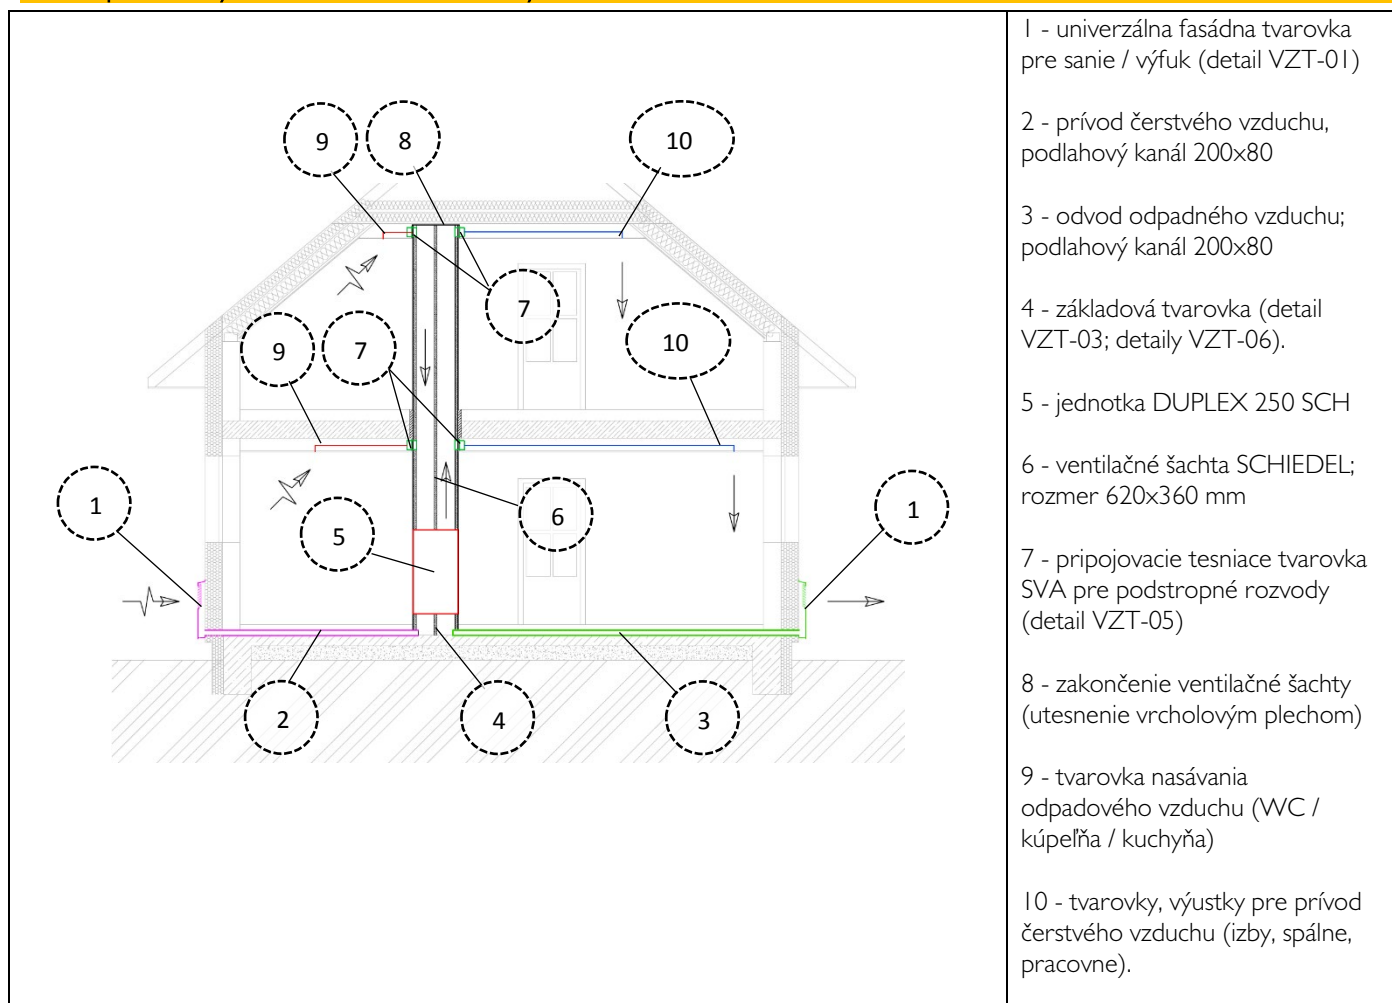 9
8
10
7
9
7
10
1
5
6
1
2
4
3
1 - univerzálna fasádna tvarovka
pre sanie / výfuk (detail VZT-01)
2 - prívod čerstvého vzduchu,
podlahový kanál 200x80
3 - odvod odpadného vzduchu;
podlahový kanál 200x80
4 - základová tvarovka (detail
VZT-03; detaily VZT-06).
5 - jednotka DUPLEX 250 SCH
6 - ventilačné šachta SCHIEDEL;
rozmer 620x360 mm
7 - pripojovacie tesniace tvarovka
SVA pre podstropné rozvody
(detail VZT-05)
8 - zakončenie ventilačné šachty
(utesnenie vrcholovým plechom)
9 - tvarovka nasávania
odpadového vzduchu (WC /
kúpeľňa / kuchyňa)
10 - tvarovky, výustky pre prívod
čerstvého vzduchu (izby, spálne,
pracovne).